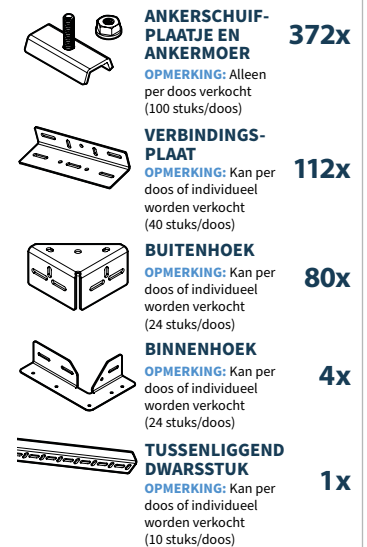 ANKERSCHUIF-
PLAATJE EN
ANKERMOER
372x
OPMERKING: Alleen
per doos verkocht
(100 stuks/doos)
VERBINDINGS-
PLAAT
112x
OPMERKING: Kan per
doos of individueel
worden verkocht
(40 stuks/doos)
BUITENHOEK
80x
OPMERKING: Kan per
doos of individueel
worden verkocht
(24 stuks/doos)
BINNENHOEK
4x
OPMERKING: Kan per
doos of individueel
worden verkocht
(24 stuks/doos)
TUSSENLIGGEND
DWARSSTUK
1x
OPMERKING: Kan per
doos of individueel
worden verkocht
(10 stuks/doos)